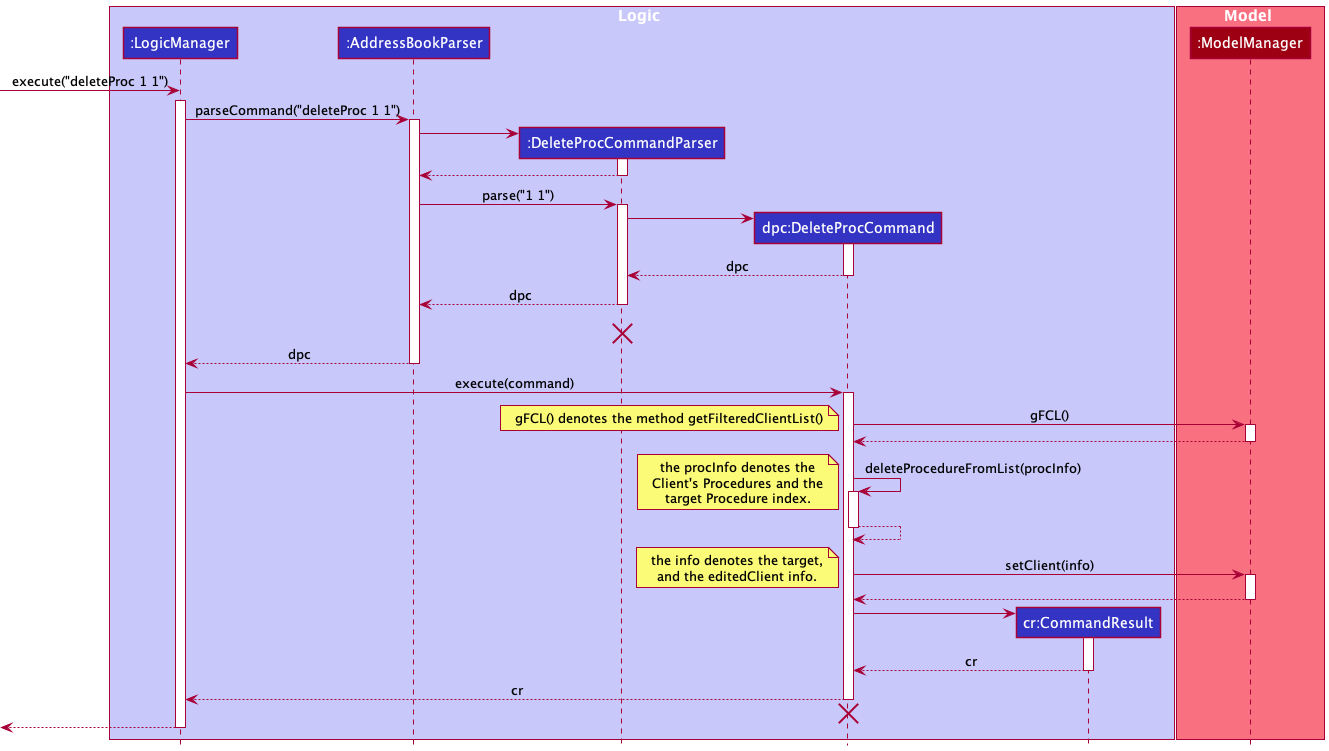 Logic
Model
:LogicManager
:AddressBookParser
:ModelManager
execute("deleteProc 1 1")
parseCommand("deleteProc 1 1")
:DeleteProcCommandParser
parse("1 1")
dpc:DeleteProcCommand
dpc
dpc
dpc
execute(command)
gFCL() denotes the method getFilteredClientList()
gFCL()
the procInfo denotes the
Client's Procedures and the
target Procedure index.
deleteProcedureFromList(procInfo)
the info denotes the target,
and the editedClient info.
setClient(info)
cr:CommandResult
cr
cr